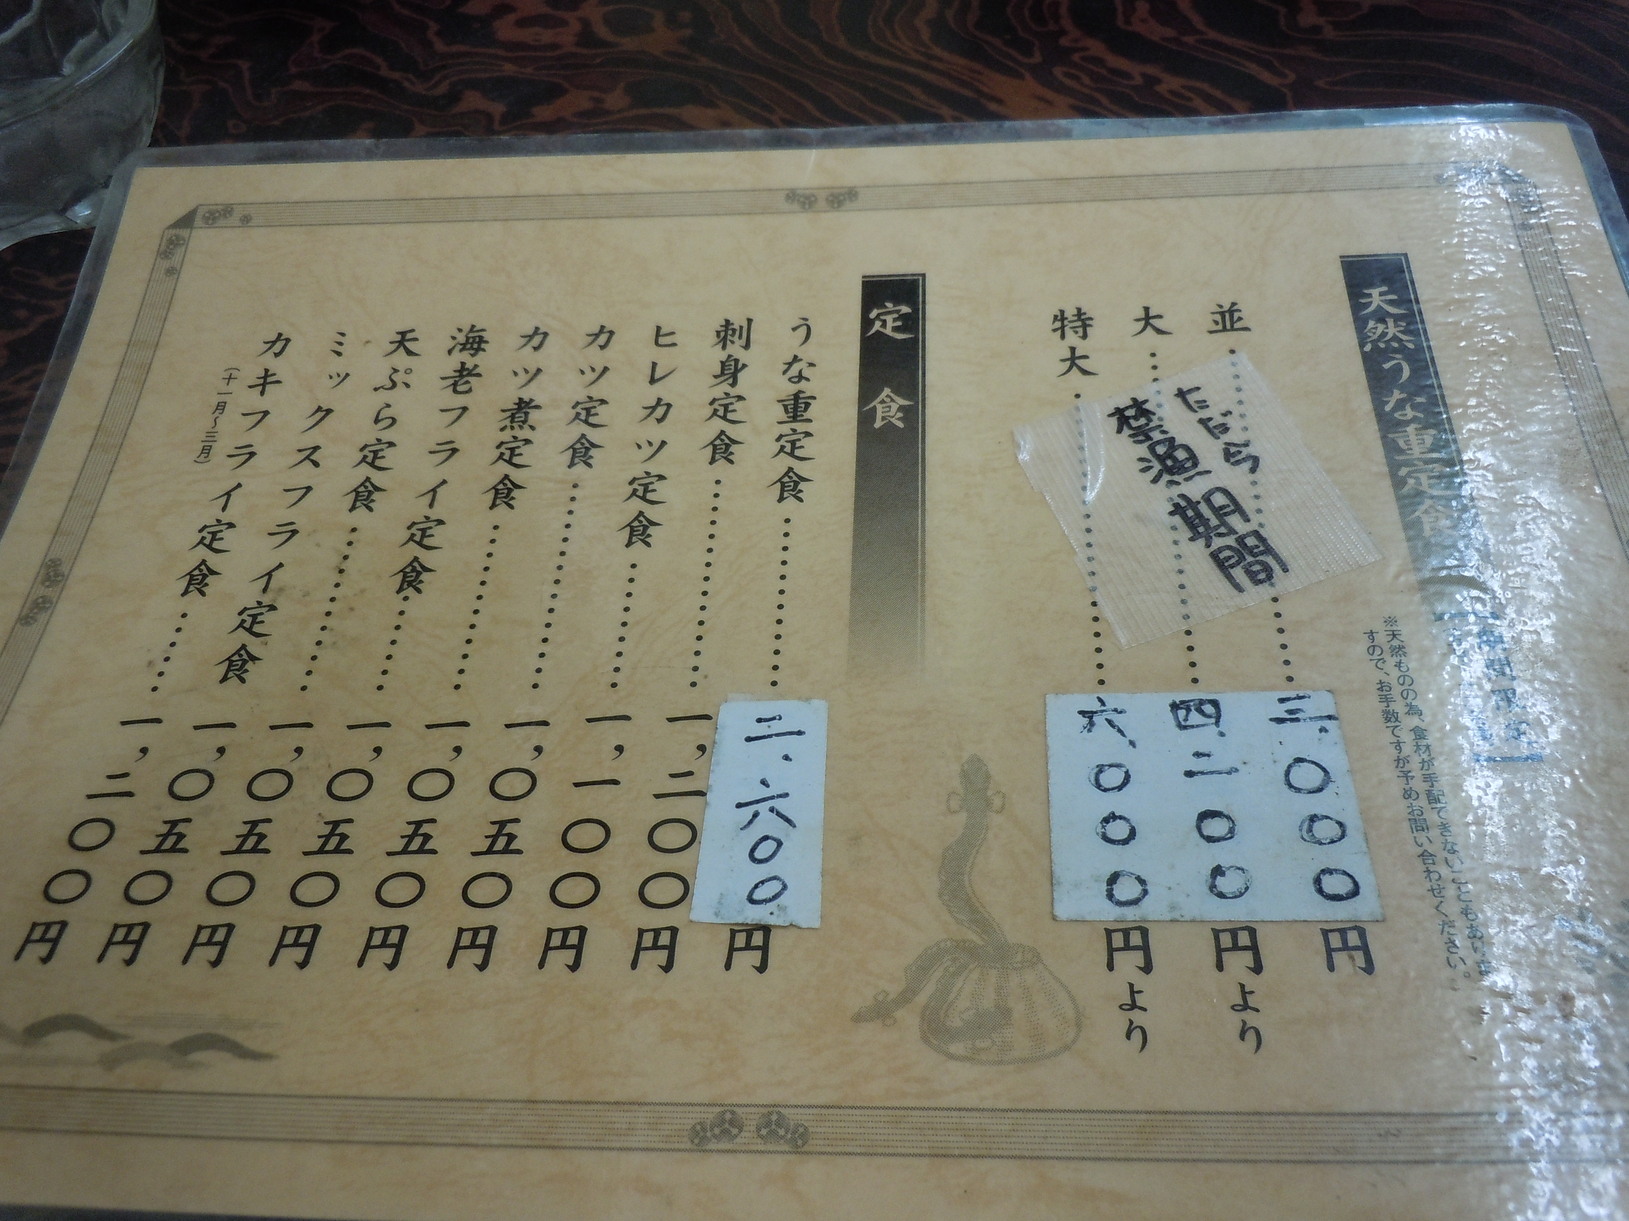 天然うな重定食
期間限定
※天然ものの為、食材が手配できないこともありま
すので、お手数ですが予めお問い合わせください。
並……三、〇〇〇円
大……四、二〇〇円より
特大……六、〇〇〇円より
ただら
禁漁期間
定食
うな重定食……二、六〇〇円
刺身定食……一，二〇〇円
ヒレカツ定食……一，一〇〇円
カツ定食……一，〇五〇円
カツ煮定食……一，〇五〇円
海老フライ定食……一，〇五〇円
天ぷら定食……一，〇五〇円
ミックスフライ定食……一，〇五〇円
カキフライ定食……一，二〇〇円
（十一月～三月）